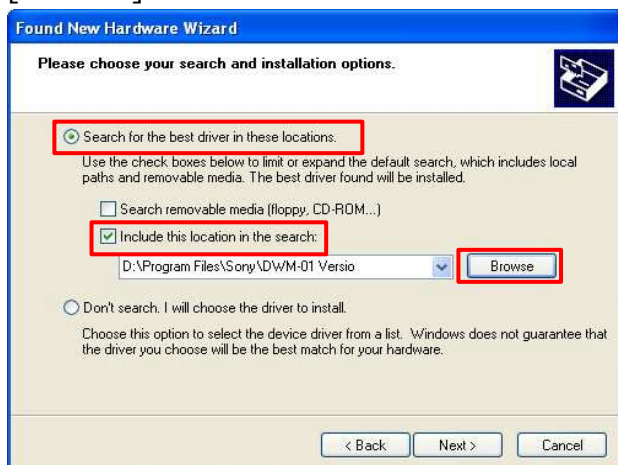 Found New Hardware Wizard
Please choose your search and installation options.
Search for the best driver in these locations.
Use the check boxes below to limit or expand the default search, which includes local
paths and removable media. The best driver found will be installed.
Search removable media (floppy, CD-ROM...)
Include this location in the search:
D:\Program Files\Sony\DWM-01 Versio
Browse
Don't search. I will choose the driver to install.
Choose this option to select the device driver from a list. Windows does not guarantee that
the driver you choose will be the best match for your hardware.
< Back Next > Cancel